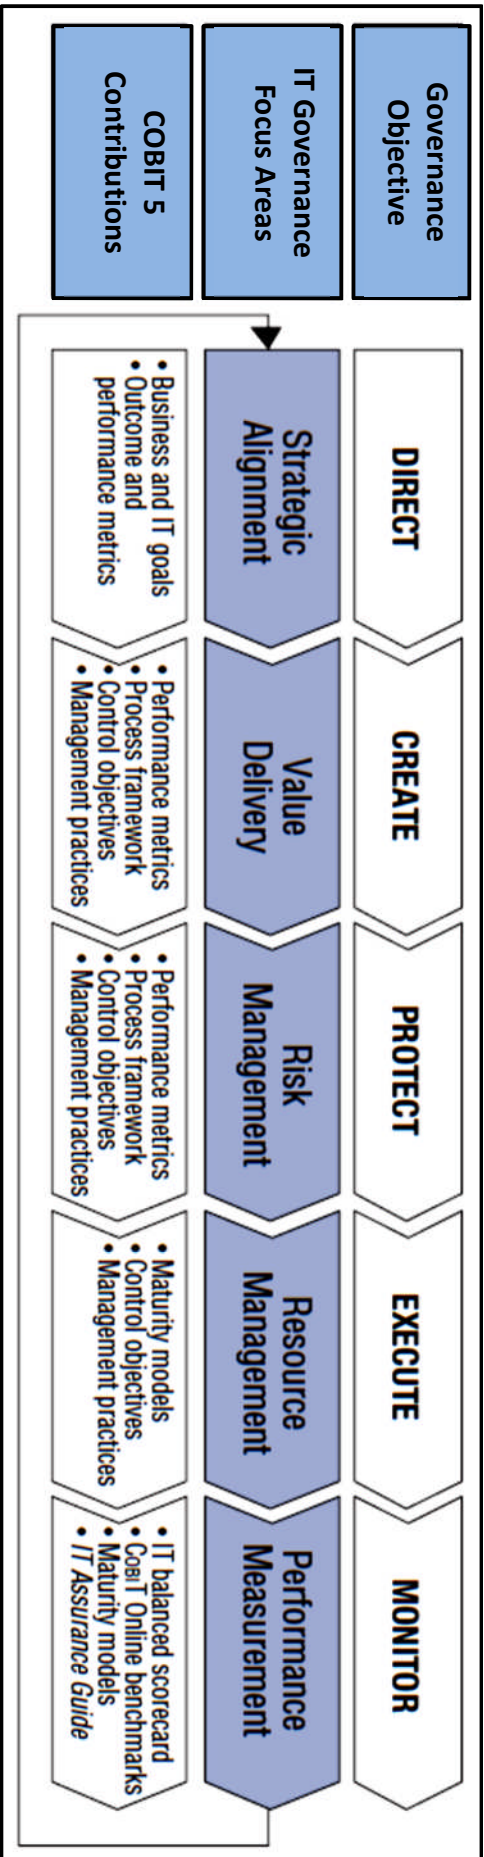 Governance
Objective
DIRECT
CREATE
PROTECT
EXECUTE
MONITOR
IT Governance
Focus Areas
Strategic
Alignment
Value
Delivery
Risk
Management
Resource
Management
Performance
Measurement
COBIT 5
Contributions
• Business and IT goals
• Outcome and
performance metrics
• Performance metrics
• Process framework
• Control objectives
• Management practices
• Performance metrics
• Process framework
• Control objectives
• Management practices
• Maturity models
• Control objectives
• Management practices
• IT balanced scorecard
• COBIT Online benchmarks
• Maturity models
• IT Assurance Guide